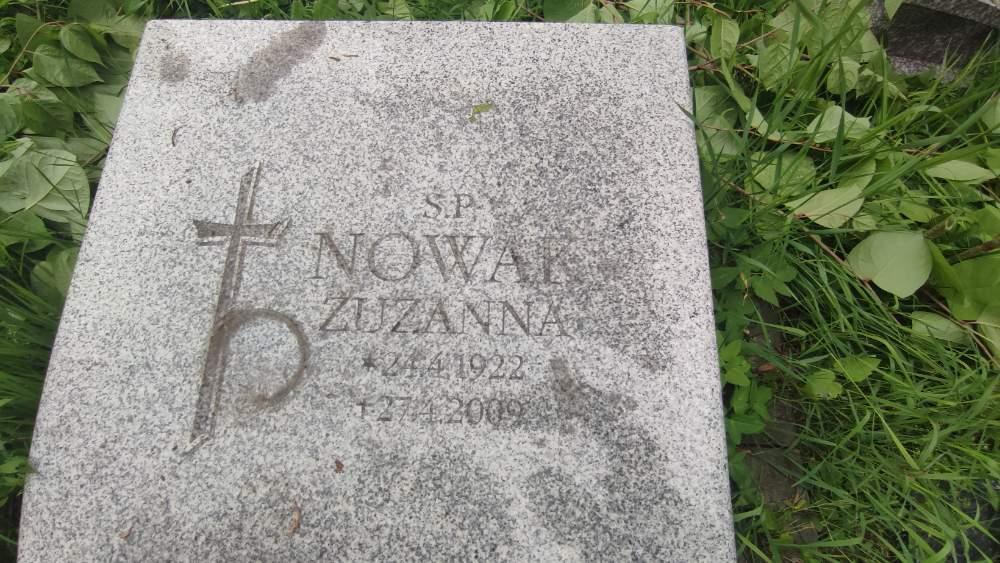 S.P.
NOWAK
ZUZANNA
*24.4.1922
+27.4.2009